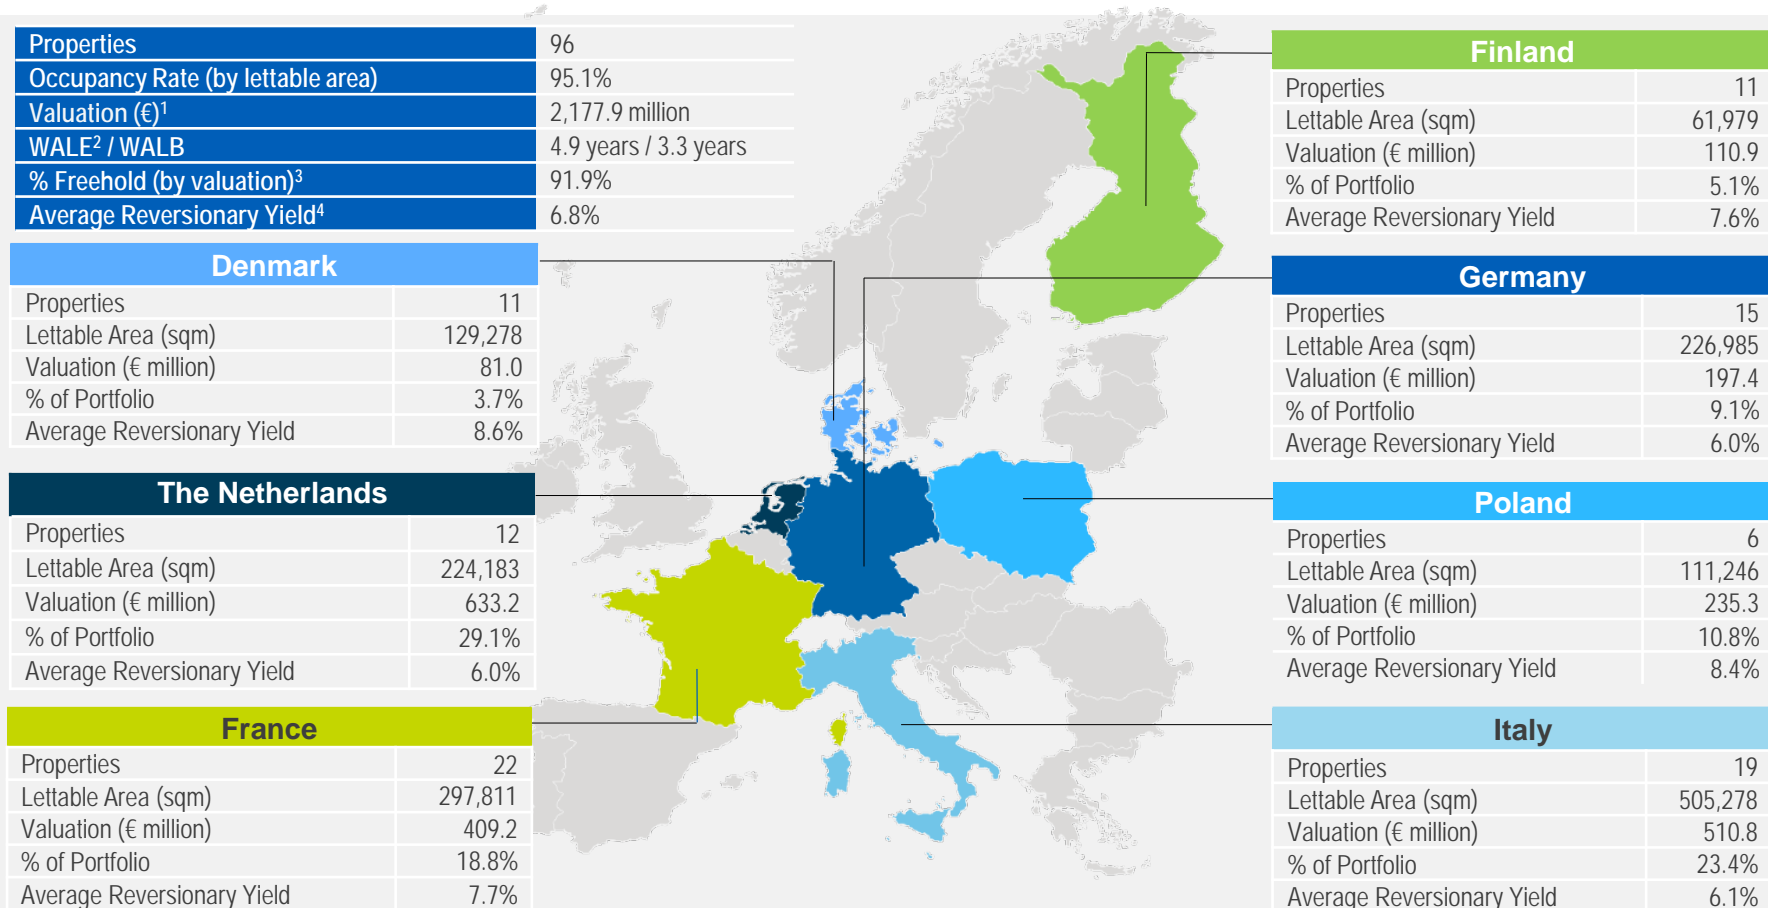 Properties 96
Occupancy Rate (by lettable area) 95.1%
Valuation (€)¹ 2,177.9 million
WALE² / WALB 4.9 years / 3.3 years
% Freehold (by valuation)³ 91.9%
Average Reversionary Yield⁴ 6.8%
Denmark
Properties 11
Lettable Area (sqm) 129,278
Valuation (€ million) 81.0
% of Portfolio 3.7%
Average Reversionary Yield 8.6%
The Netherlands
Properties 12
Lettable Area (sqm) 224,183
Valuation (€ million) 633.2
% of Portfolio 29.1%
Average Reversionary Yield 6.0%
France
Properties 22
Lettable Area (sqm) 297,811
Valuation (€ million) 409.2
% of Portfolio 18.8%
Average Reversionary Yield 7.7%
Finland
Properties 11
Lettable Area (sqm) 61,979
Valuation (€ million) 110.9
% of Portfolio 5.1%
Average Reversionary Yield 7.6%
Germany
Properties 15
Lettable Area (sqm) 226,985
Valuation (€ million) 197.4
% of Portfolio 9.1%
Average Reversionary Yield 6.0%
Poland
Properties 6
Lettable Area (sqm) 111,246
Valuation (€ million) 235.3
% of Portfolio 10.8%
Average Reversionary Yield 8.4%
Italy
Properties 19
Lettable Area (sqm) 505,278
Valuation (€ million) 510.8
% of Portfolio 23.4%
Average Reversionary Yield 6.1%